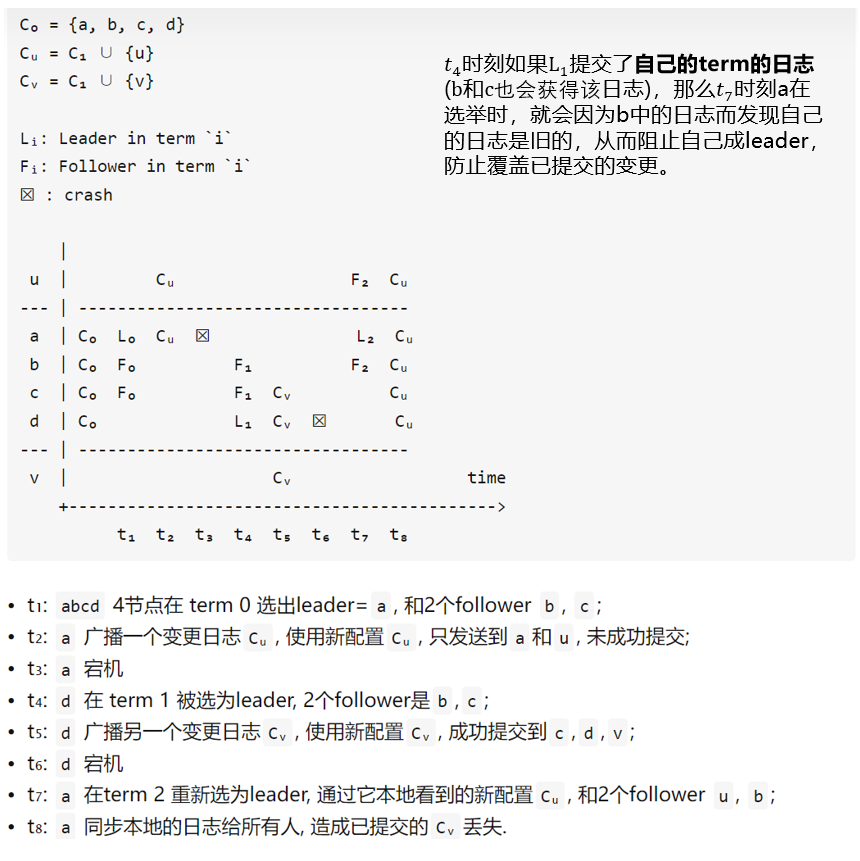 C₀ = {a, b, c, d}
Cᵤ = C₁ ∪ {u}
Cᵥ = C₁ ∪ {v}
Lᵢ: Leader in term `i`
Fᵢ: Follower in term `i`
☒ : crash
t₄时刻如果L₁提交了自己的term的日志
(b和c也会获得该日志)，那么t₇时刻a在
选举时，就会因为b中的日志而发现自己
的日志是旧的，从而阻止自己成leader，
防止覆盖已提交的变更。
|
u | Cᵤ F₂ Cᵤ
--- | ----------------------------------
a | C₀ L₀ Cᵤ ☒ L₂ Cᵤ
b | C₀ F₀ F₁ F₂ Cᵤ
c | C₀ F₀ F₁ Cᵥ Cᵤ
d | C₀ L₁ Cᵥ ☒ Cᵤ
--- | ----------------------------------
v | Cᵥ time
+-------------------------------------------->
t₁ t₂ t₃ t₄ t₅ t₆ t₇ t₈
• t₁: abcd 4节点在 term 0 选出leader= a , 和2个follower b , c ;
• t₂: a 广播一个变更日志 Cᵤ , 使用新配置 Cᵤ , 只发送到 a 和 u , 未成功提交;
• t₃: a 宕机
• t₄: d 在 term 1 被选为leader, 2个follower是 b , c ;
• t₅: d 广播另一个变更日志 Cᵥ , 使用新配置 Cᵥ , 成功提交到 c , d , v ;
• t₆: d 宕机
• t₇: a 在term 2 重新选为leader, 通过它本地看到的新配置 Cᵤ , 和2个follower u , b ;
• t₈: a 同步本地的日志给所有人, 造成已提交的 Cᵥ 丢失.